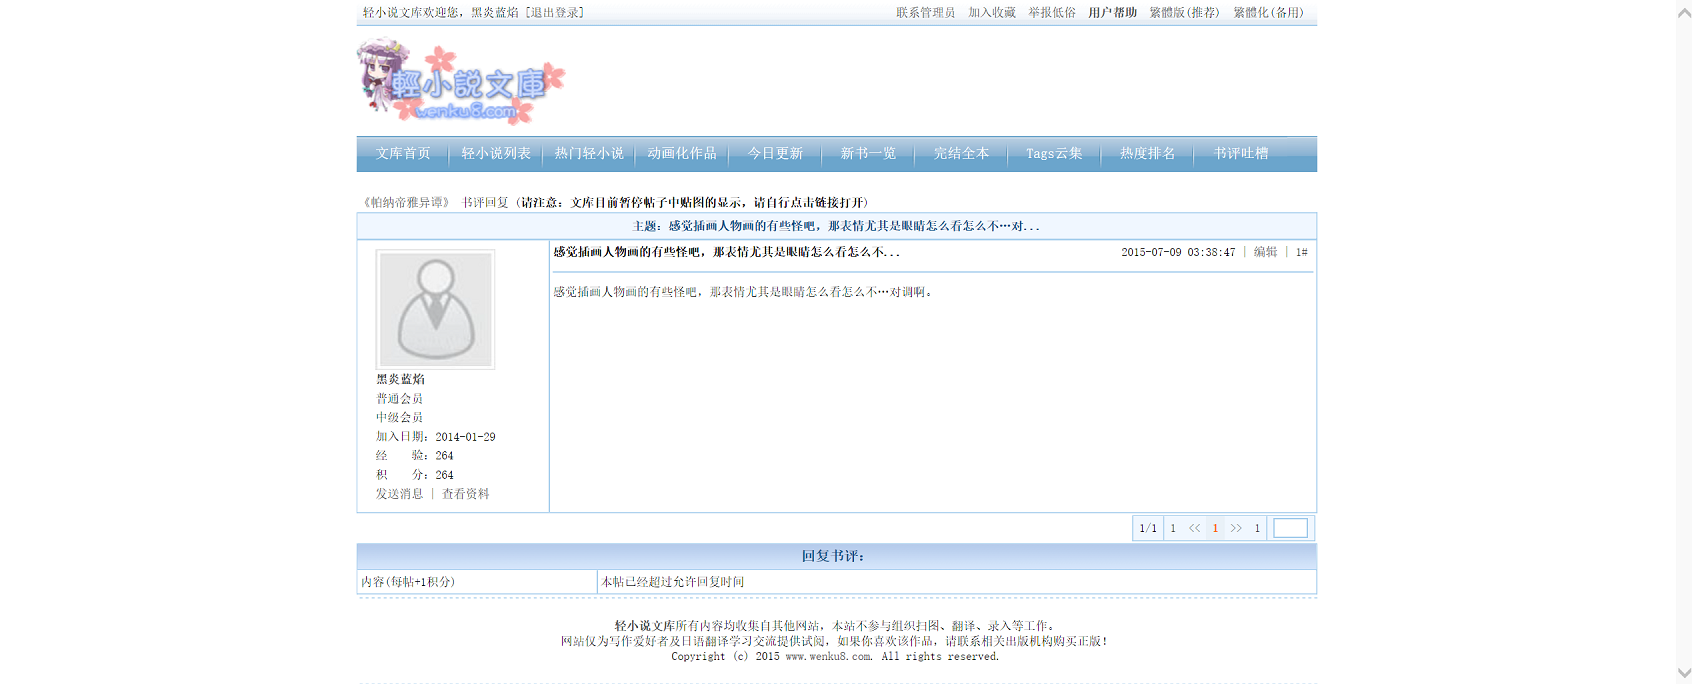 轻小说文库欢迎您，黑炎蓝焰 [退出登录] 联系管理员 加入收藏 举报低俗 用户帮助 繁體版(推荐) 繁體化(备用)
輕小說文庫
wenku8.com
文库首页 轻小说列表 热门轻小说 动画化作品 今日更新 新书一览 完结全本 Tags云集 热度排名 书评吐槽
《帕纳帝雅异谭》 书评回复 (请注意：文库目前暂停帖子中贴图的显示，请自行点击链接打开)
主题：感觉插画人物画的有些怪吧，那表情尤其是眼睛怎么看怎么不…对...
感觉插画人物画的有些怪吧，那表情尤其是眼睛怎么看怎么不... 2015-07-09 03:38:47 | 编辑 | 1#
感觉插画人物画的有些怪吧，那表情尤其是眼睛怎么看怎么不…对调啊。
黑炎蓝焰
普通会员
中级会员
加入日期：2014-01-29
经　　验：264
积　　分：264
发送消息 | 查看资料
1/1 1 << 1 >> 1
回复书评：
内容(每帖+1积分) 本帖已经超过允许回复时间
轻小说文库所有内容均收集自其他网站，本站不参与组织扫图、翻译、录入等工作。
网站仅为写作爱好者及日语翻译学习交流提供试阅，如果你喜欢该作品，请联系相关出版机构购买正版！
Copyright (c) 2015 www.wenku8.com. All rights reserved.